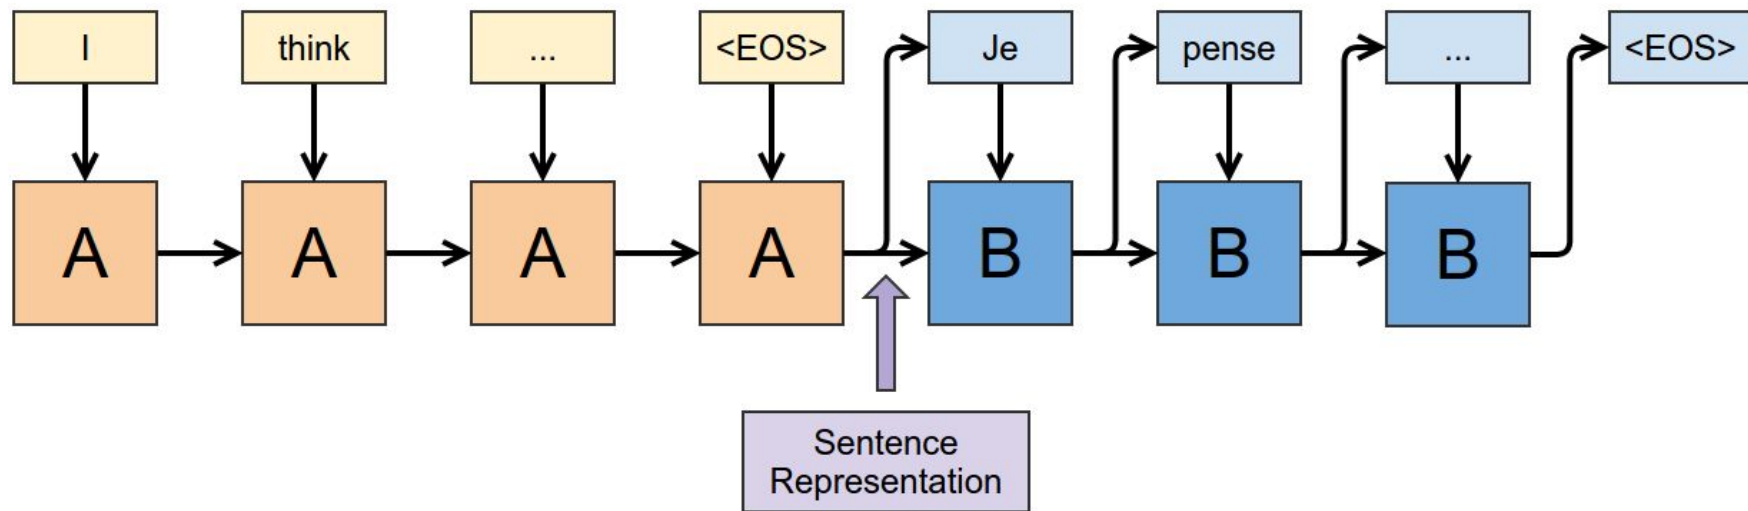 I think ... <EOS> Je pense ... <EOS>
A A A A B B B
Sentence
Representation